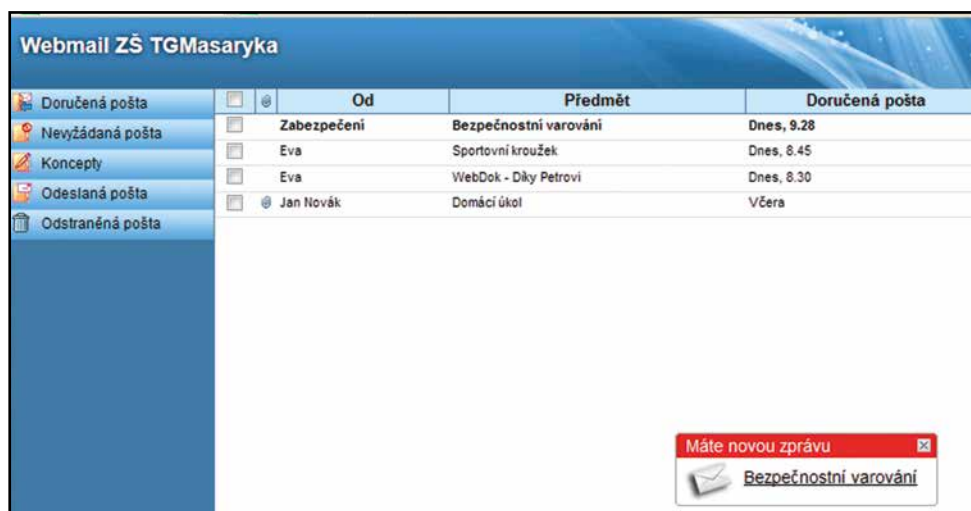 Webmail ZŠ TGMasaryka
Doručená pošta
Nevyžádaná pošta
Koncepty
Odeslaná pošta
Odstraněná pošta
Od Předmět Doručená pošta
Zabezpečení Bezpečnostní varování Dnes, 9.28
Eva Sportovní kroužek Dnes, 8.45
Eva WebDok - Díky Petrovi Dnes, 8.30
Jan Novák Domácí úkol Včera
Máte novou zprávu
Bezpečnostní varování